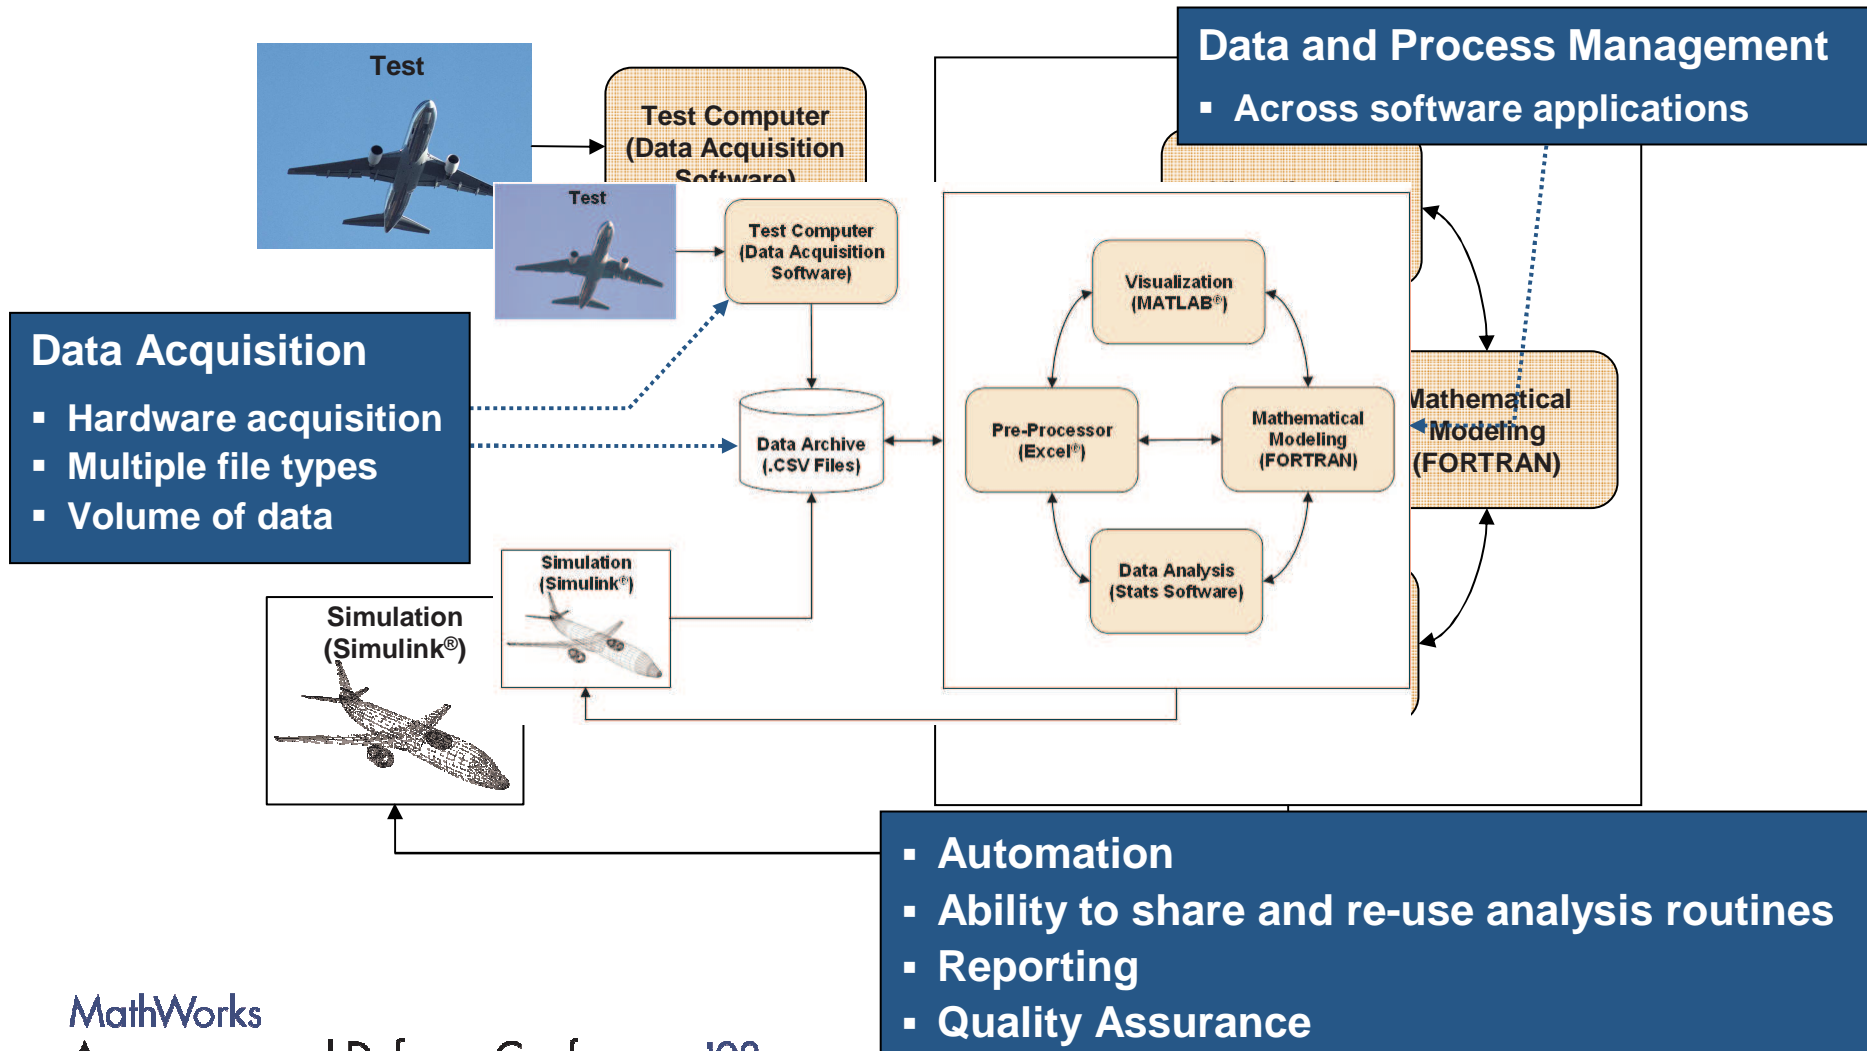 Data and Process Management
▪ Across software applications
Test
Test Computer
(Data Acquisition
Software)
Test
Test Computer
(Data Acquisition
Software)
Visualization
(MATLAB®)
Data Acquisition
▪ Hardware acquisition
▪ Multiple file types
▪ Volume of data
Data Archive
(.CSV Files)
Pre-Processor
(Excel®)
Mathematical
Modeling
(FORTRAN)
Mathematical
Modeling
(FORTRAN)
Data Analysis
(Stats Software)
Simulation
(Simulink®)
Simulation
(Simulink®)
▪ Automation
▪ Ability to share and re-use analysis routines
▪ Reporting
▪ Quality Assurance
MathWorks